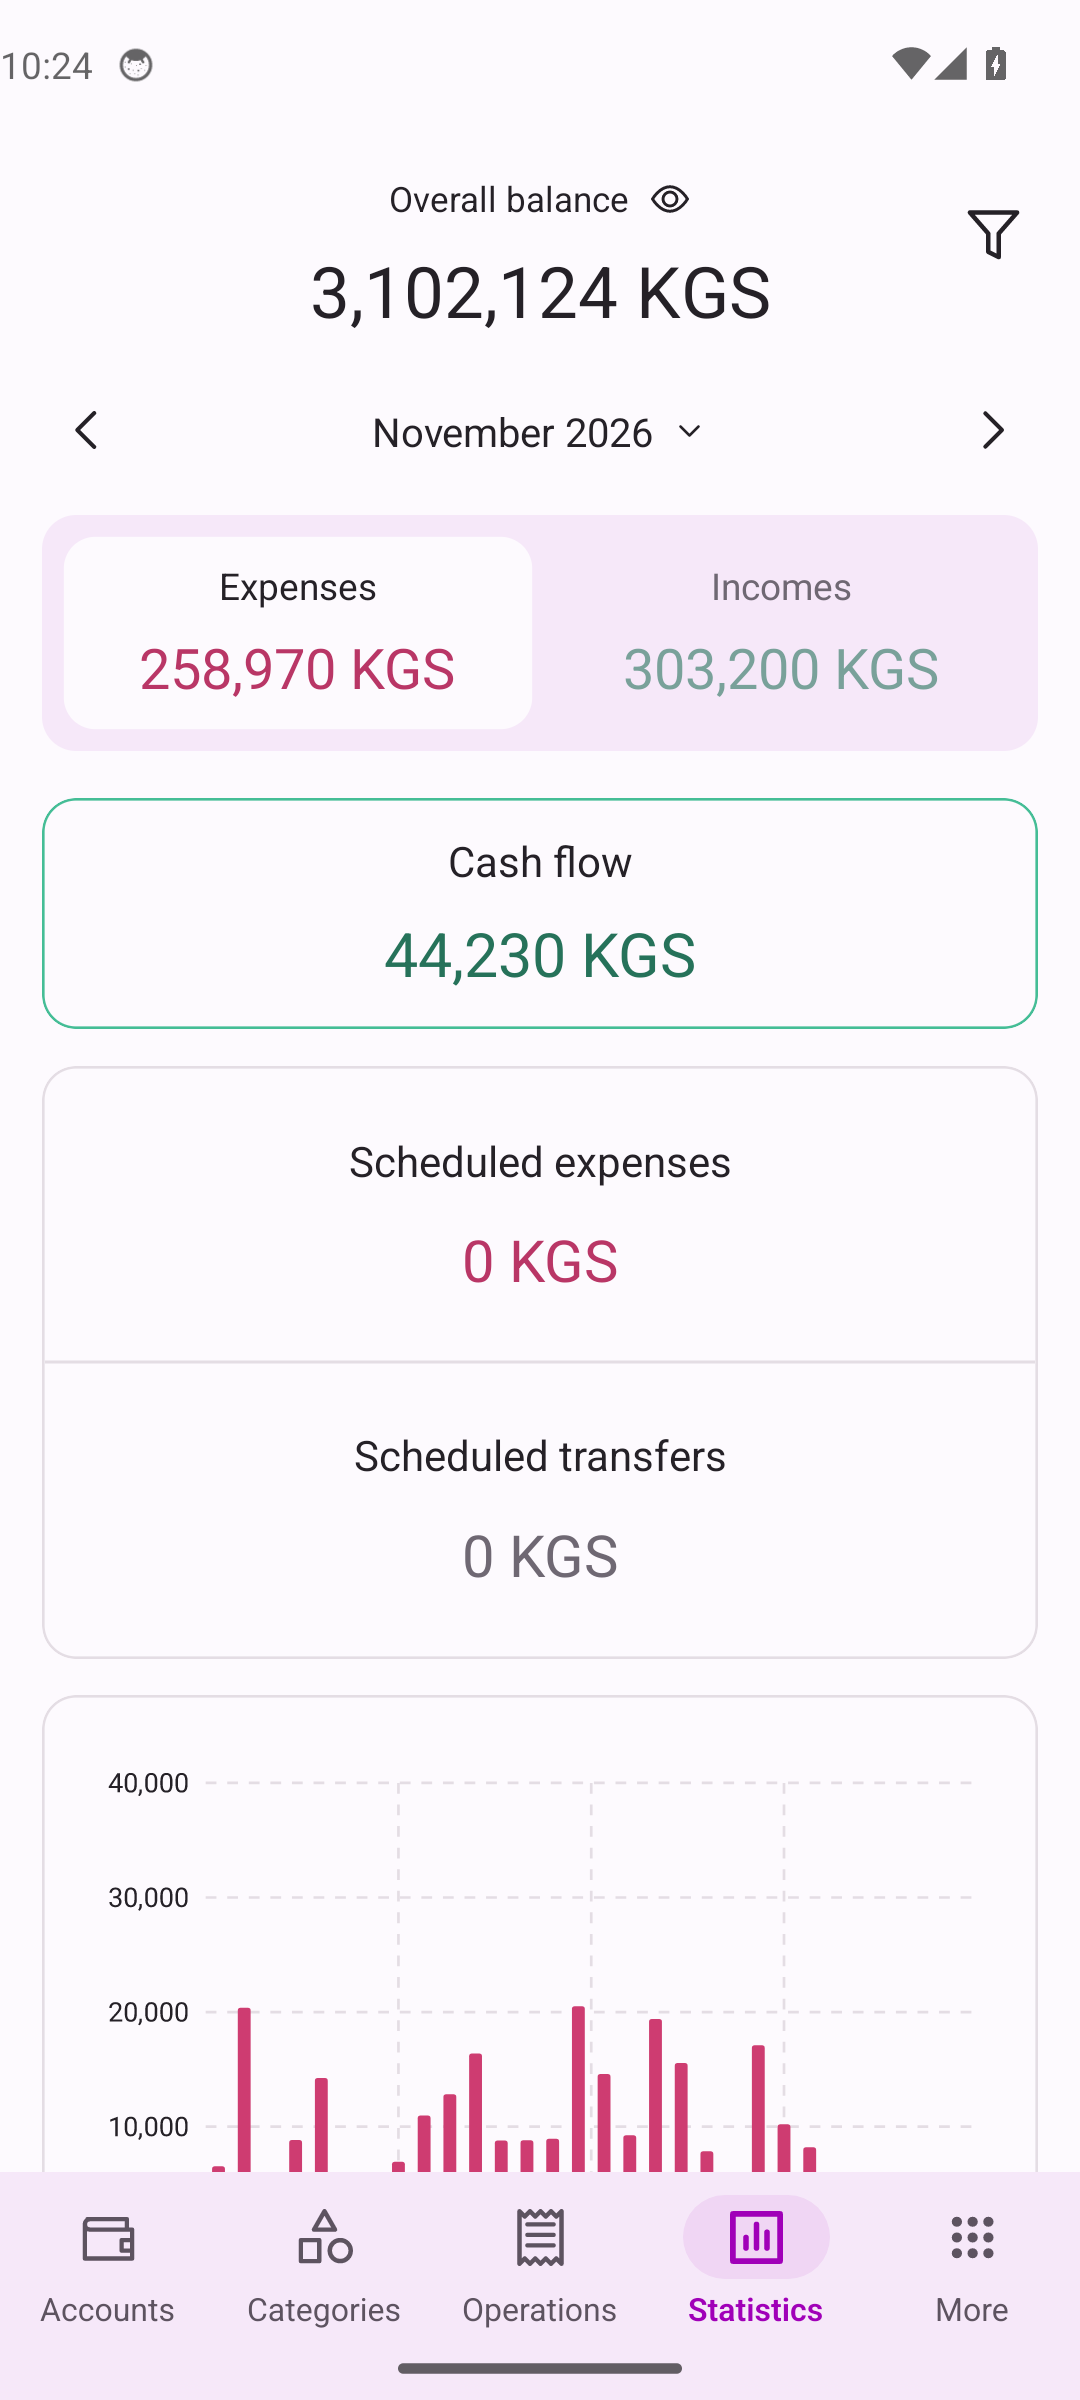 10:24
Overall balance
3,102,124 KGS
November 2026
Expenses
258,970 KGS
Incomes
303,200 KGS
Cash flow
44,230 KGS
Scheduled expenses
0 KGS
Scheduled transfers
0 KGS
40,000
30,000
20,000
10,000
Accounts
Categories
Operations
Statistics
More